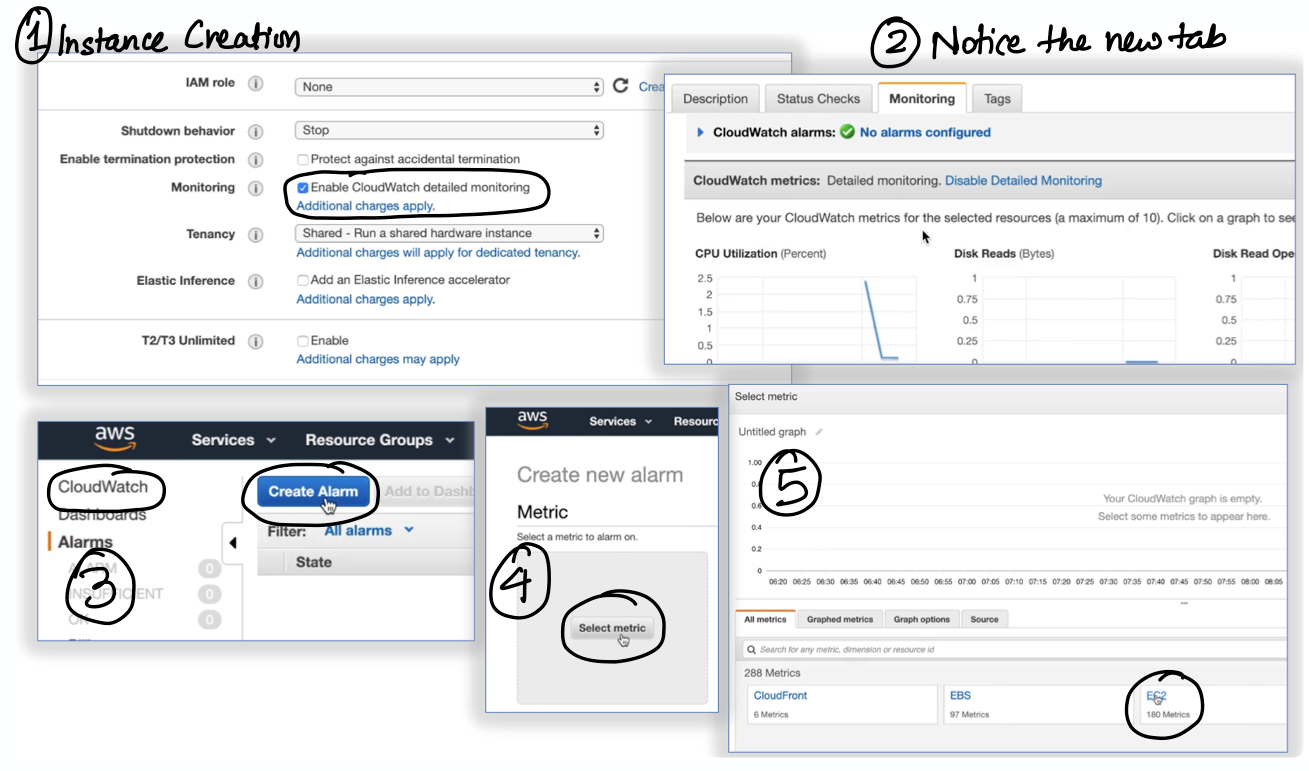 1 Instance Creation
IAM role i None Crea
Shutdown behavior i Stop
Enable termination protection i Protect against accidental termination
Monitoring i Enable CloudWatch detailed monitoring
Additional charges apply.
Tenancy i Shared - Run a shared hardware instance
Additional charges will apply for dedicated tenancy.
Elastic Inference i Add an Elastic Inference accelerator
Additional charges apply.
T2/T3 Unlimited i Enable
Additional charges may apply
2 Notice the new tab
Description Status Checks Monitoring Tags
CloudWatch alarms: No alarms configured
CloudWatch metrics: Detailed monitoring. Disable Detailed Monitoring
Below are your CloudWatch metrics for the selected resources (a maximum of 10). Click on a graph to see
CPU Utilization (Percent) Disk Reads (Bytes) Disk Read Ope
2.5 1 1
2 0.75 0.75
1.5 0.5 0.5
1 0.25 0.25
0.5 0 0
0
aws Services Resource Groups
CloudWatch
Create Alarm Add to Dashb
Dashboards
Filter: All alarms
Alarms
State
ALARM 0
3
INSUFFICIENT 0
OK 0
aws Services Resourc
Create new alarm
Metric
Select a metric to alarm on.
4
Select metric
Select metric
Untitled graph
1.00
5
0.6
0.4
0.2
0
Your CloudWatch graph is empty.
Select some metrics to appear here.
06:20 06:25 06:30 06:35 06:40 06:45 06:50 06:55 07:00 07:05 07:10 07:15 07:20 07:25 07:30 07:35 07:40 07:45 07:50 07:55 08:00 08:05
All metrics Graphed metrics Graph options Source
Search for any metric, dimension or resource id
288 Metrics
CloudFront EBS EC2
6 Metrics 97 Metrics 180 Metrics